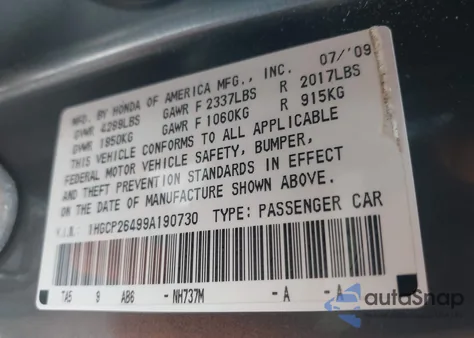 MFG. BY HONDA OF AMERICA MFG., INC. 07/'09
GVWR 4299LBS GAWR F 2337LBS R 2017LBS
GVWR 1950KG GAWR F 1060KG R 915KG
THIS VEHICLE CONFORMS TO ALL APPLICABLE
FEDERAL MOTOR VEHICLE SAFETY, BUMPER,
AND THEFT PREVENTION STANDARDS IN EFFECT
ON THE DATE OF MANUFACTURE SHOWN ABOVE.
V.I.N.: 1HGCP26499A190730 TYPE: PASSENGER CAR
TA5 9 AB6 - NH737M -A -A
autoSnap